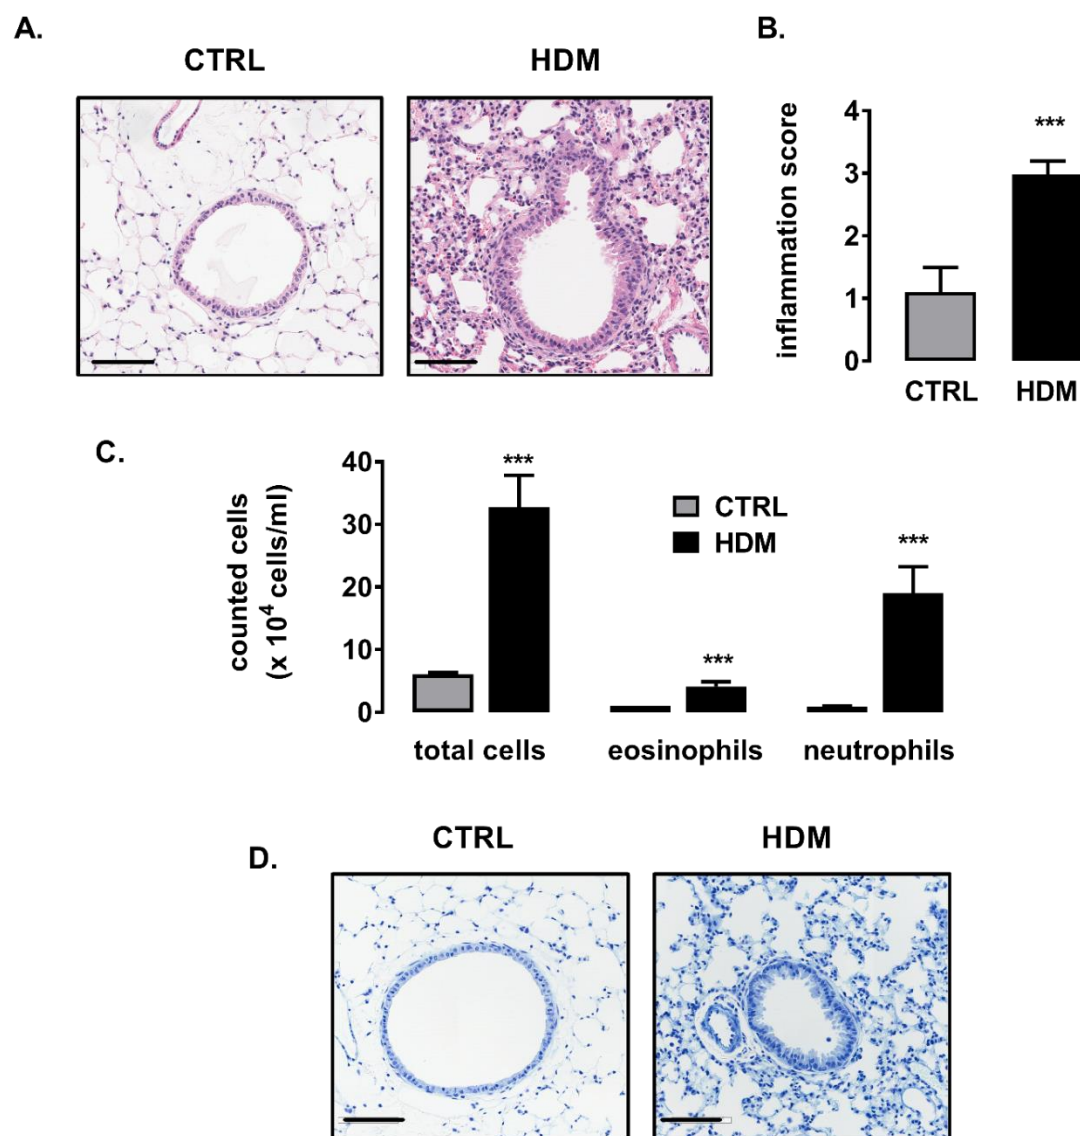 A.
CTRL
HDM
B.
inflammation score
4
3
2
1
0
***
CTRL
HDM
C.
counted cells
(x 10⁴ cells/ml)
40
30
20
10
0
***
***
***
CTRL
HDM
total cells
eosinophils
neutrophils
D.
CTRL
HDM